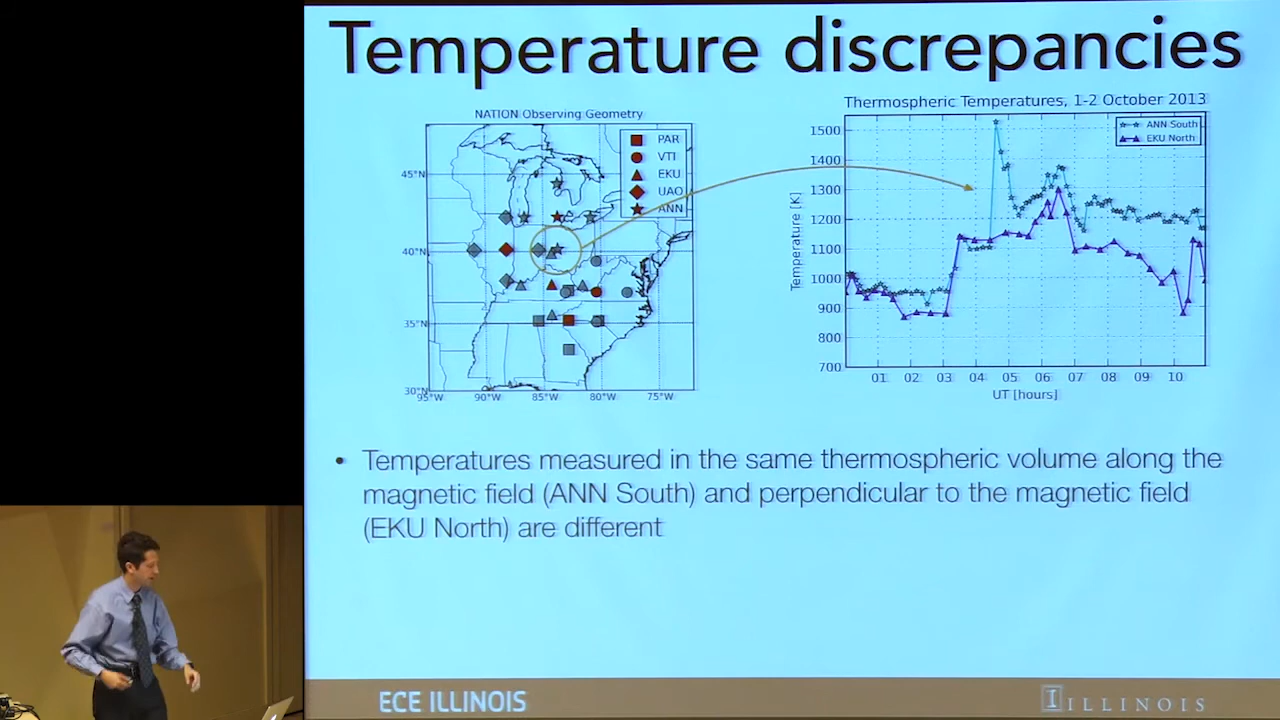 Temperature discrepancies
NATION Observing Geometry
PAR
VTI
EKU
UAO
ANN
45°N
40°N
35°N
30°N
95°W 90°W 85°W 80°W 75°W
Thermospheric Temperatures, 1-2 October 2013
ANN South
EKU North
1500
1400
1300
1200
1100
1000
900
800
700
Temperature [K]
01 02 03 04 05 06 07 08 09 10
UT [hours]
• Temperatures measured in the same thermospheric volume along the
magnetic field (ANN South) and perpendicular to the magnetic field
(EKU North) are different
ECE ILLINOIS
I ILLINOIS